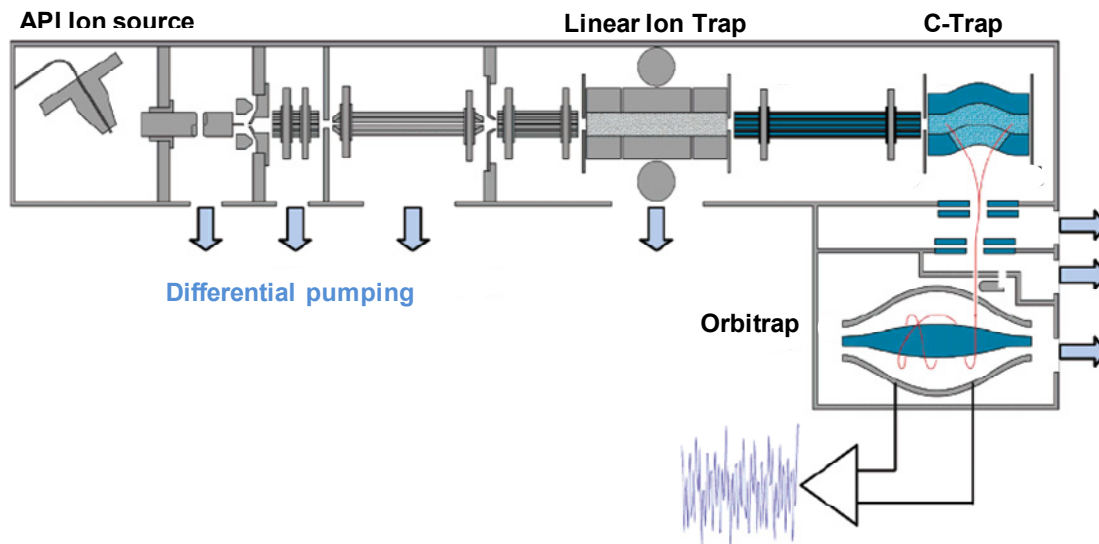 API Ion source
Linear Ion Trap
C-Trap
Differential pumping
Orbitrap